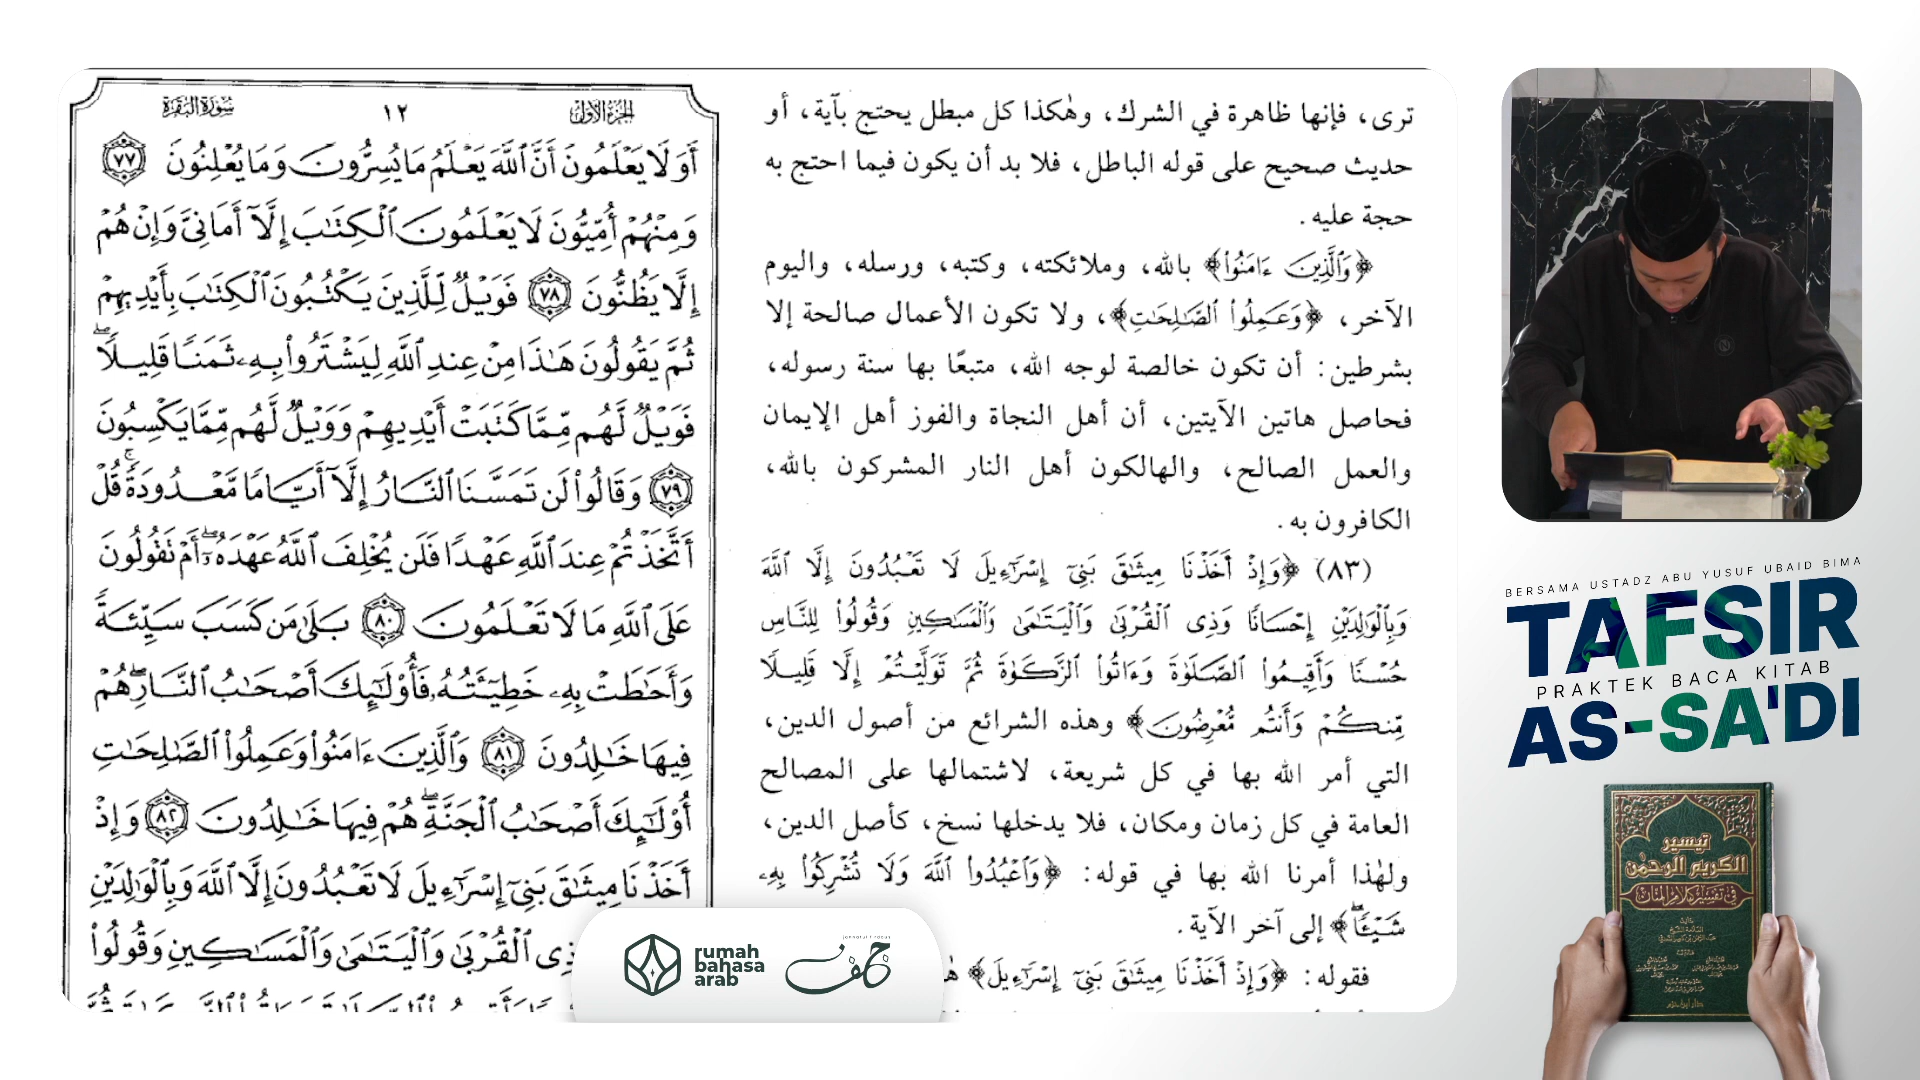 سورة البقرة
١٢
الجزء الأول
أَوَلَا يَعْلَمُونَ أَنَّ ٱللَّهَ يَعْلَمُ مَا يُسِرُّونَ وَمَا يُعْلِنُونَ ٧٧
وَمِنْهُمْ أُمِّيُّونَ لَا يَعْلَمُونَ ٱلْكِتَٰبَ إِلَّآ أَمَانِىَّ وَإِنْ هُمْ
إِلَّا يَظُنُّونَ ٧٨ فَوَيْلٌ لِّلَّذِينَ يَكْتُبُونَ ٱلْكِتَٰبَ بِأَيْدِيهِمْ
ثُمَّ يَقُولُونَ هَٰذَا مِنْ عِندِ ٱللَّهِ لِيَشْتَرُوا۟ بِهِۦ ثَمَنًا قَلِيلًا ۖ
فَوَيْلٌ لَّهُم مِّمَّا كَتَبَتْ أَيْدِيهِمْ وَوَيْلٌ لَّهُم مِّمَّا يَكْسِبُونَ
٧٩ وَقَالُوا۟ لَن تَمَسَّنَا ٱلنَّارُ إِلَّآ أَيَّامًا مَّعْدُودَةً ۚ قُلْ
أَتَّخَذْتُمْ عِندَ ٱللَّهِ عَهْدًا فَلَن يُخْلِفَ ٱللَّهُ عَهْدَهُۥٓ ۖ أَمْ تَقُولُونَ
عَلَى ٱللَّهِ مَا لَا تَعْلَمُونَ ٨٠ بَلَىٰ مَن كَسَبَ سَيِّئَةً
وَأَحَٰطَتْ بِهِۦ خَطِيٓـَٔتُهُۥ فَأُو۟لَٰٓئِكَ أَصْحَٰبُ ٱلنَّارِ ۖ هُمْ
فِيهَا خَٰلِدُونَ ٨١ وَٱلَّذِينَ ءَامَنُوا۟ وَعَمِلُوا۟ ٱلصَّٰلِحَٰتِ
أُو۟لَٰٓئِكَ أَصْحَٰبُ ٱلْجَنَّةِ ۖ هُمْ فِيهَا خَٰلِدُونَ ٨٢ وَإِذْ
أَخَذْنَا مِيثَٰقَ بَنِىٓ إِسْرَٰٓءِيلَ لَا تَعْبُدُونَ إِلَّا ٱللَّهَ وَبِٱلْوَٰلِدَيْنِ
ذِى ٱلْقُرْبَىٰ وَٱلْيَتَٰمَىٰ وَٱلْمَسَٰكِينِ وَقُولُوا۟
ترى، فإنها ظاهرة في الشرك، وهٰكذا كل مبطل يحتج بآية، أو
حديث صحيح على قوله الباطل، فلا بد أن يكون فيما احتج به
حجة عليه.
﴿وَٱلَّذِينَ ءَامَنُوا۟﴾ بالله، وملائكته، وكتبه، ورسله، واليوم
الآخر، ﴿وَعَمِلُوا۟ ٱلصَّٰلِحَٰتِ﴾، ولا تكون الأعمال صالحة إلا
بشرطين: أن تكون خالصة لوجه الله، متبعًا بها سنة رسوله،
فحاصل هاتين الآيتين، أن أهل النجاة والفوز أهل الإيمان
والعمل الصالح، والهالكون أهل النار المشركون بالله،
الكافرون به.
(٨٣) ﴿وَإِذْ أَخَذْنَا مِيثَٰقَ بَنِىٓ إِسْرَٰٓءِيلَ لَا تَعْبُدُونَ إِلَّا ٱللَّهَ
وَبِٱلْوَٰلِدَيْنِ إِحْسَانًا وَذِى ٱلْقُرْبَىٰ وَٱلْيَتَٰمَىٰ وَٱلْمَسَٰكِينِ وَقُولُوا۟ لِلنَّاسِ
حُسْنًا وَأَقِيمُوا۟ ٱلصَّلَوٰةَ وَءَاتُوا۟ ٱلزَّكَوٰةَ ثُمَّ تَوَلَّيْتُمْ إِلَّا قَلِيلًا
مِّنكُمْ وَأَنتُم مُّعْرِضُونَ﴾ وهذه الشرائع من أصول الدين،
التي أمر الله بها في كل شريعة، لاشتمالها على المصالح
العامة في كل زمان ومكان، فلا يدخلها نسخ، كأصل الدين،
ولهٰذا أمرنا الله بها في قوله: ﴿وَٱعْبُدُوا۟ ٱللَّهَ وَلَا تُشْرِكُوا۟ بِهِۦ
شَيْـًٔا ۖ﴾ إلى آخر الآية.
فقوله: ﴿وَإِذْ أَخَذْنَا مِيثَٰقَ بَنِىٓ إِسْرَٰٓءِيلَ﴾
rumah
bahasa
arab
BERSAMA USTADZ ABU YUSUF UBAID BIMA
TAFSIR
PRAKTEK BACA KITAB
AS-SA'DI
تيسير
الكريم الرحمن
في تفسير كلام المنان